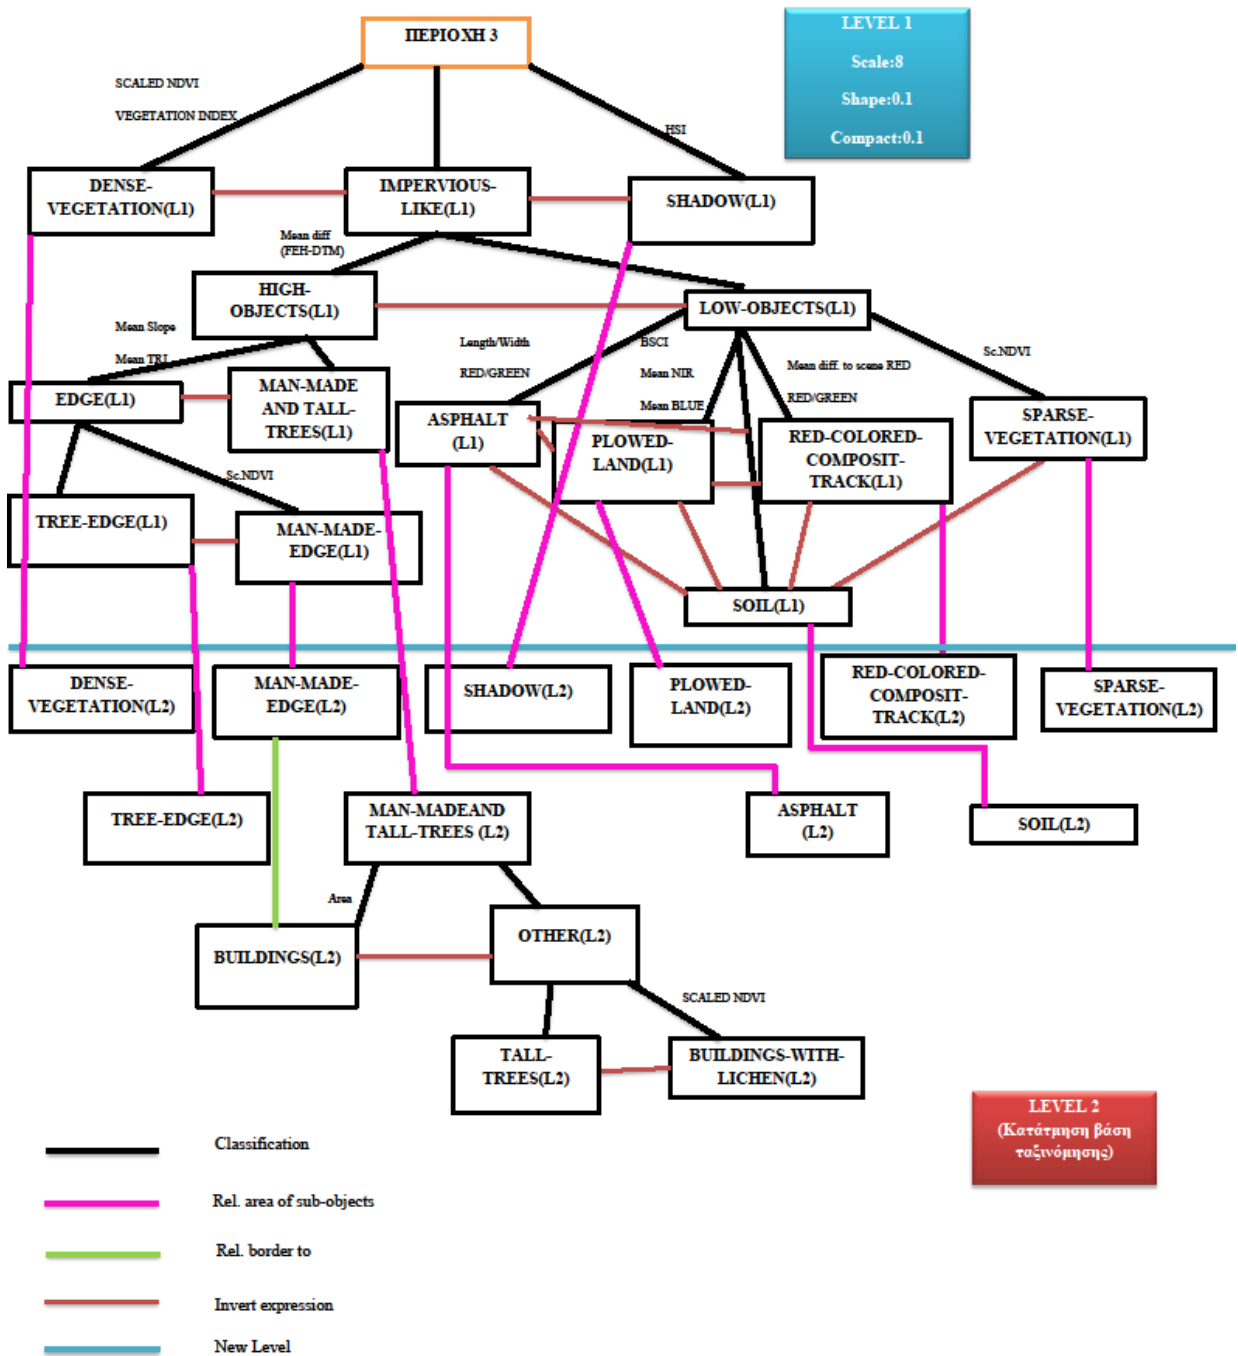 ΠΕΡΙΟΧΗ 3
LEVEL 1
Scale:8
Shape:0.1
Compact:0.1
SCALED NDVI
VEGETATION INDEX
HSI
DENSE-
VEGETATION(L1)
IMPERVIOUS-
LIKE(L1)
SHADOW(L1)
Mean diff
(FEH-DTM)
HIGH-
OBJECTS(L1)
LOW-OBJECTS(L1)
Mean Slope
Mean TRI
Length/Width
RED/GREEN
BSCI
Mean NIR
Mean BLUE
Mean diff. to scene RED
RED/GREEN
Sc.NDVI
EDGE(L1)
MAN-MADE
AND TALL-
TREES(L1)
ASPHALT
(L1)
PLOWED-
LAND(L1)
RED-COLORED-
COMPOSIT-
TRACK(L1)
SPARSE-
VEGETATION(L1)
Sc.NDVI
TREE-EDGE(L1)
MAN-MADE-
EDGE(L1)
SOIL(L1)
DENSE-
VEGETATION(L2)
MAN-MADE-
EDGE(L2)
SHADOW(L2)
PLOWED-
LAND(L2)
RED-COLORED-
COMPOSIT-
TRACK(L2)
SPARSE-
VEGETATION(L2)
TREE-EDGE(L2)
MAN-MADEAND
TALL-TREES (L2)
ASPHALT
(L2)
SOIL(L2)
Area
BUILDINGS(L2)
OTHER(L2)
SCALED NDVI
TALL-
TREES(L2)
BUILDINGS-WITH-
LICHEN(L2)
LEVEL 2
(Κατάτμηση βάση
ταξινόμησης)
Classification
Rel. area of sub-objects
Rel. border to
Invert expression
New Level